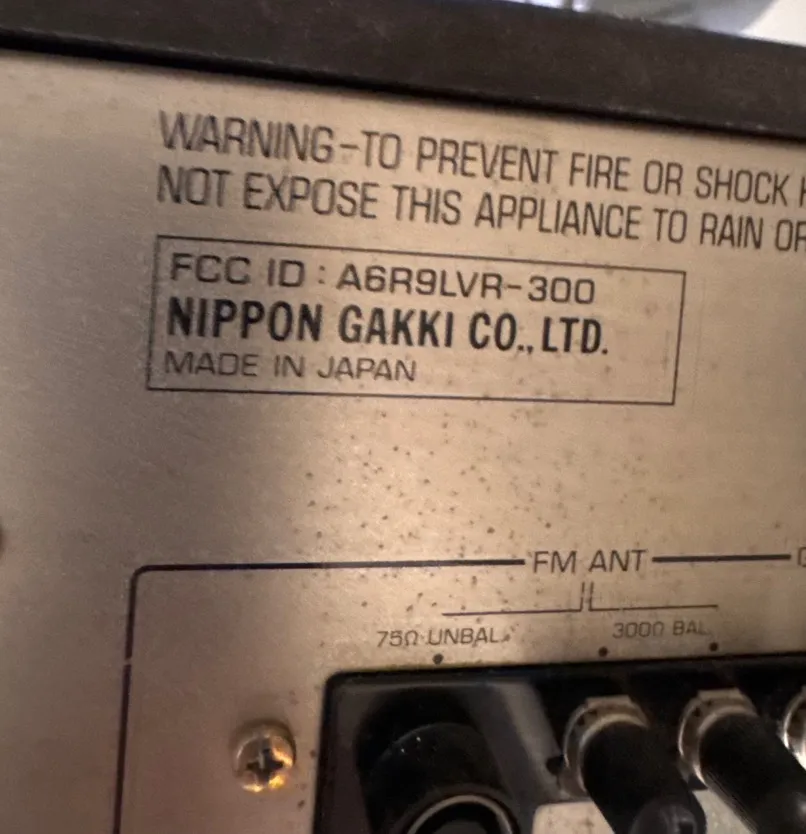 WARNING-TO PREVENT FIRE OR SHOCK
NOT EXPOSE THIS APPLIANCE TO RAIN OR
FCC ID : A6R9LVR-300
NIPPON GAKKI CO., LTD.
MADE IN JAPAN
FM ANT
75Ω UNBAL.
300Ω BAL.